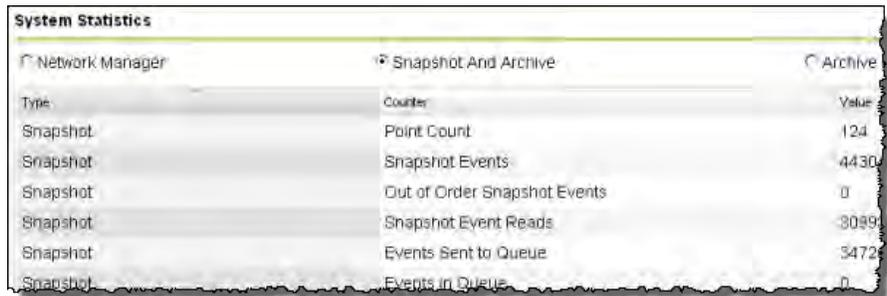 System Statistics
Network Manager Snapshot And Archive Archive
Type Counter Value
Snapshot Point Count 124
Snapshot Snapshot Events 4430
Snapshot Out of Order Snapshot Events 0
Snapshot Snapshot Event Reads 3099
Snapshot Events Sent to Queue 3472
Snapshot Events in Queue 0